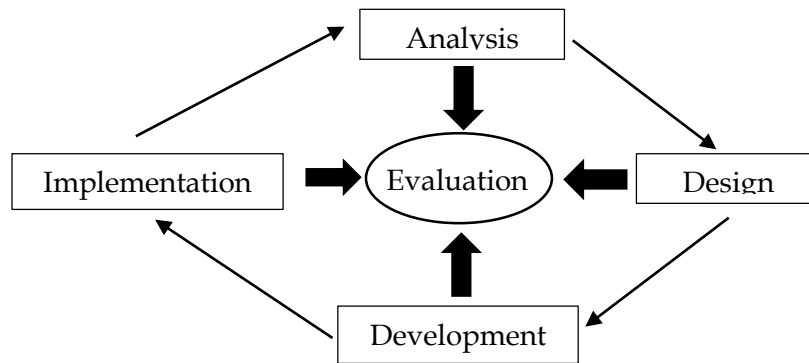 Analysis
Implementation
Evaluation
Design
Development